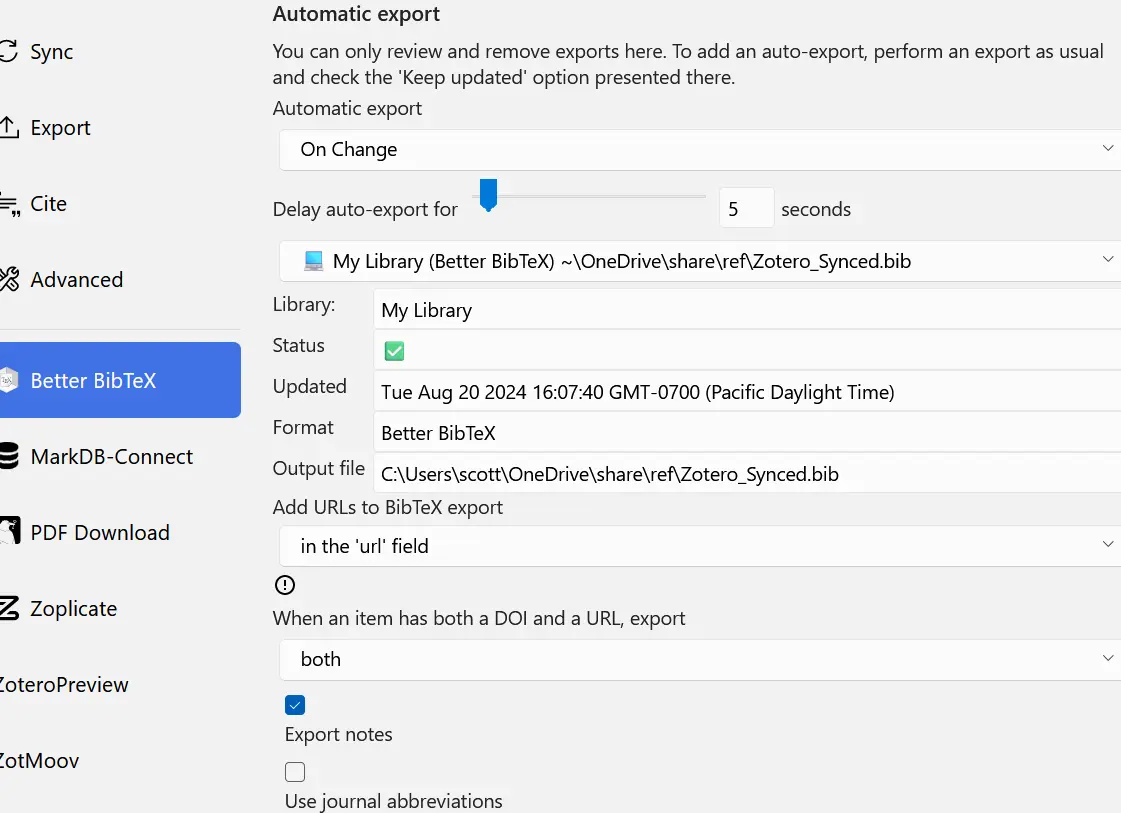 Automatic export
You can only review and remove exports here. To add an auto-export, perform an export as usual
and check the 'Keep updated' option presented there.
Automatic export
On Change
Delay auto-export for 5 seconds
My Library (Better BibTeX) ~\OneDrive\share\ref\Zotero_Synced.bib
Library: My Library
Status
Updated Tue Aug 20 2024 16:07:40 GMT-0700 (Pacific Daylight Time)
Format Better BibTeX
Output file C:\Users\scott\OneDrive\share\ref\Zotero_Synced.bib
Add URLs to BibTeX export
in the 'url' field
When an item has both a DOI and a URL, export
both
Export notes
Use journal abbreviations
Sync
Export
Cite
Advanced
Better BibTeX
MarkDB-Connect
PDF Download
Zoplicate
ZoteroPreview
ZotMoov